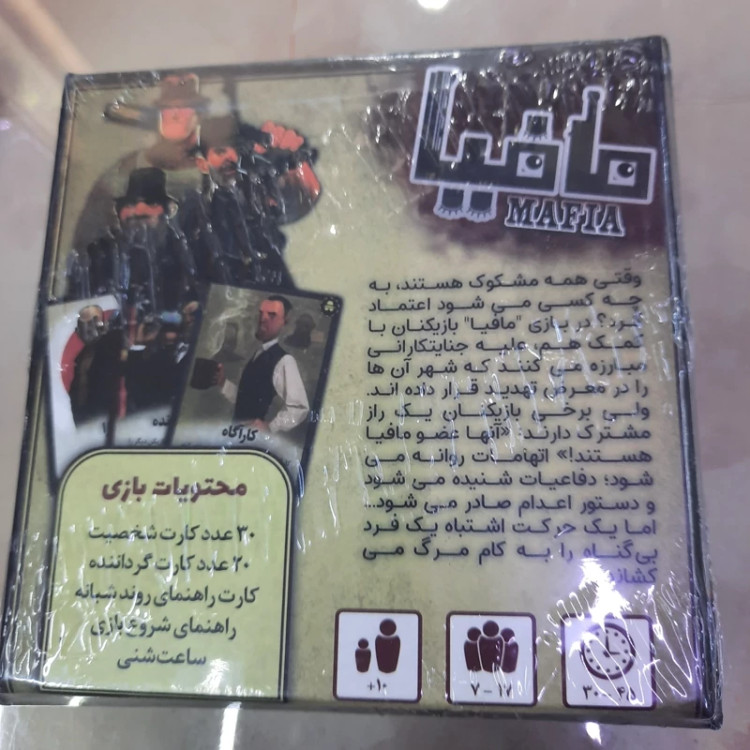 مافیا
MAFIA
وقتی همه مشکوک هستند، به
چه کسی می شود اعتماد
کرد؟ در بازی "مافیا" بازیکنان با
کمک هم، علیه جنایتکارانی
مبارزه می کنند که شهر آن ها
را در معرض تهدید قرار داده اند.
ولی برخی بازیکنان یک راز
مشترک دارند: «آنها عضو مافیا
هستند!» اتهامات روانه می
شود؛ دفاعیات شنیده می شود
و دستور اعدام صادر می شود...
اما یک حرکت اشتباه یک فرد
بی‌گناه را به کام مرگ می
کشاند
کارآگاه
محتویات بازی
۳۰ عدد کارت شخصیت
۲۰ عدد کارت گرداننده
کارت راهنمای روند شبانه
راهنمای شروع بازی
ساعت شنی
+۱۰
۷ - ۱۷
۳۰ - ۴۵